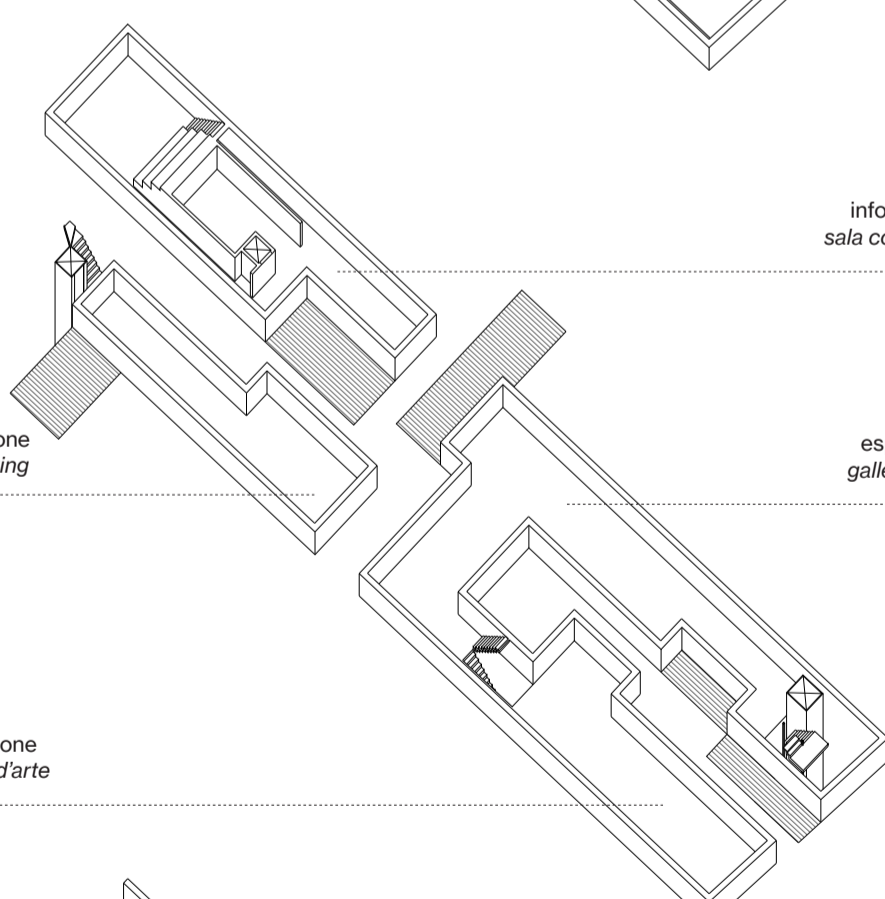 info
sala co
one
ing
es
galle
one
d'arte